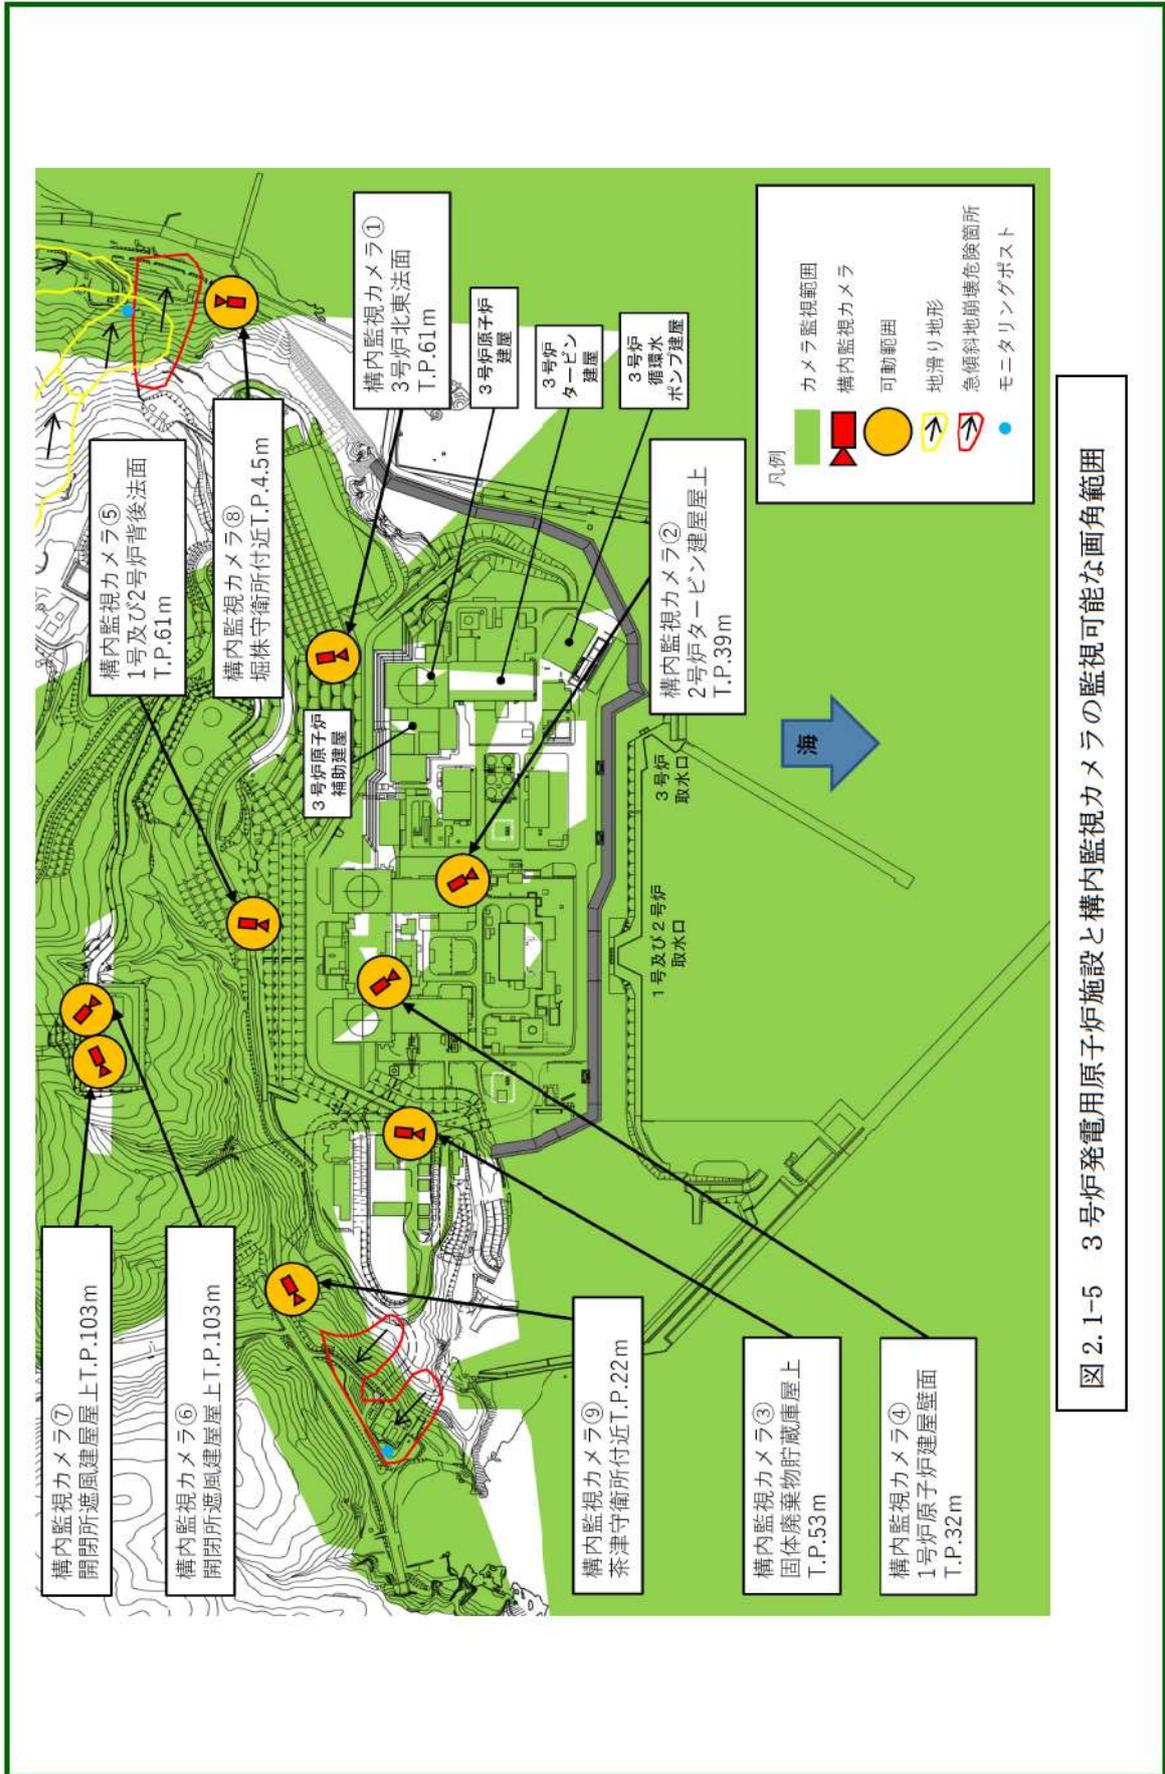 構内監視カメラ⑦
開閉所遮風建屋屋上T.P.103m
構内監視カメラ⑥
開閉所遮風建屋屋上T.P.103m
構内監視カメラ⑤
1号及び2号炉背後法面
T.P.61m
構内監視カメラ⑧
堀株守衛所付近T.P.4.5m
構内監視カメラ①
3号炉北東法面
T.P.61m
3号炉原子炉
建屋
3号炉
タービン
建屋
3号炉
循環水
ポンプ建屋
3号炉原子炉
補助建屋
構内監視カメラ②
2号炉タービン建屋屋上
T.P.39m
構内監視カメラ⑨
茶津守衛所付近T.P.22m
構内監視カメラ③
固体廃棄物貯蔵庫屋上
T.P.53m
構内監視カメラ④
1号炉原子炉建屋壁面
T.P.32m
1号及び2号炉
取水口
3号炉
取水口
海
凡例
カメラ監視範囲
構内監視カメラ
可動範囲
地滑り地形
急傾斜地崩壊危険箇所
モニタリングポスト
図2.1-5 3号炉発電用原子炉施設と構内監視カメラの監視可能な画角範囲